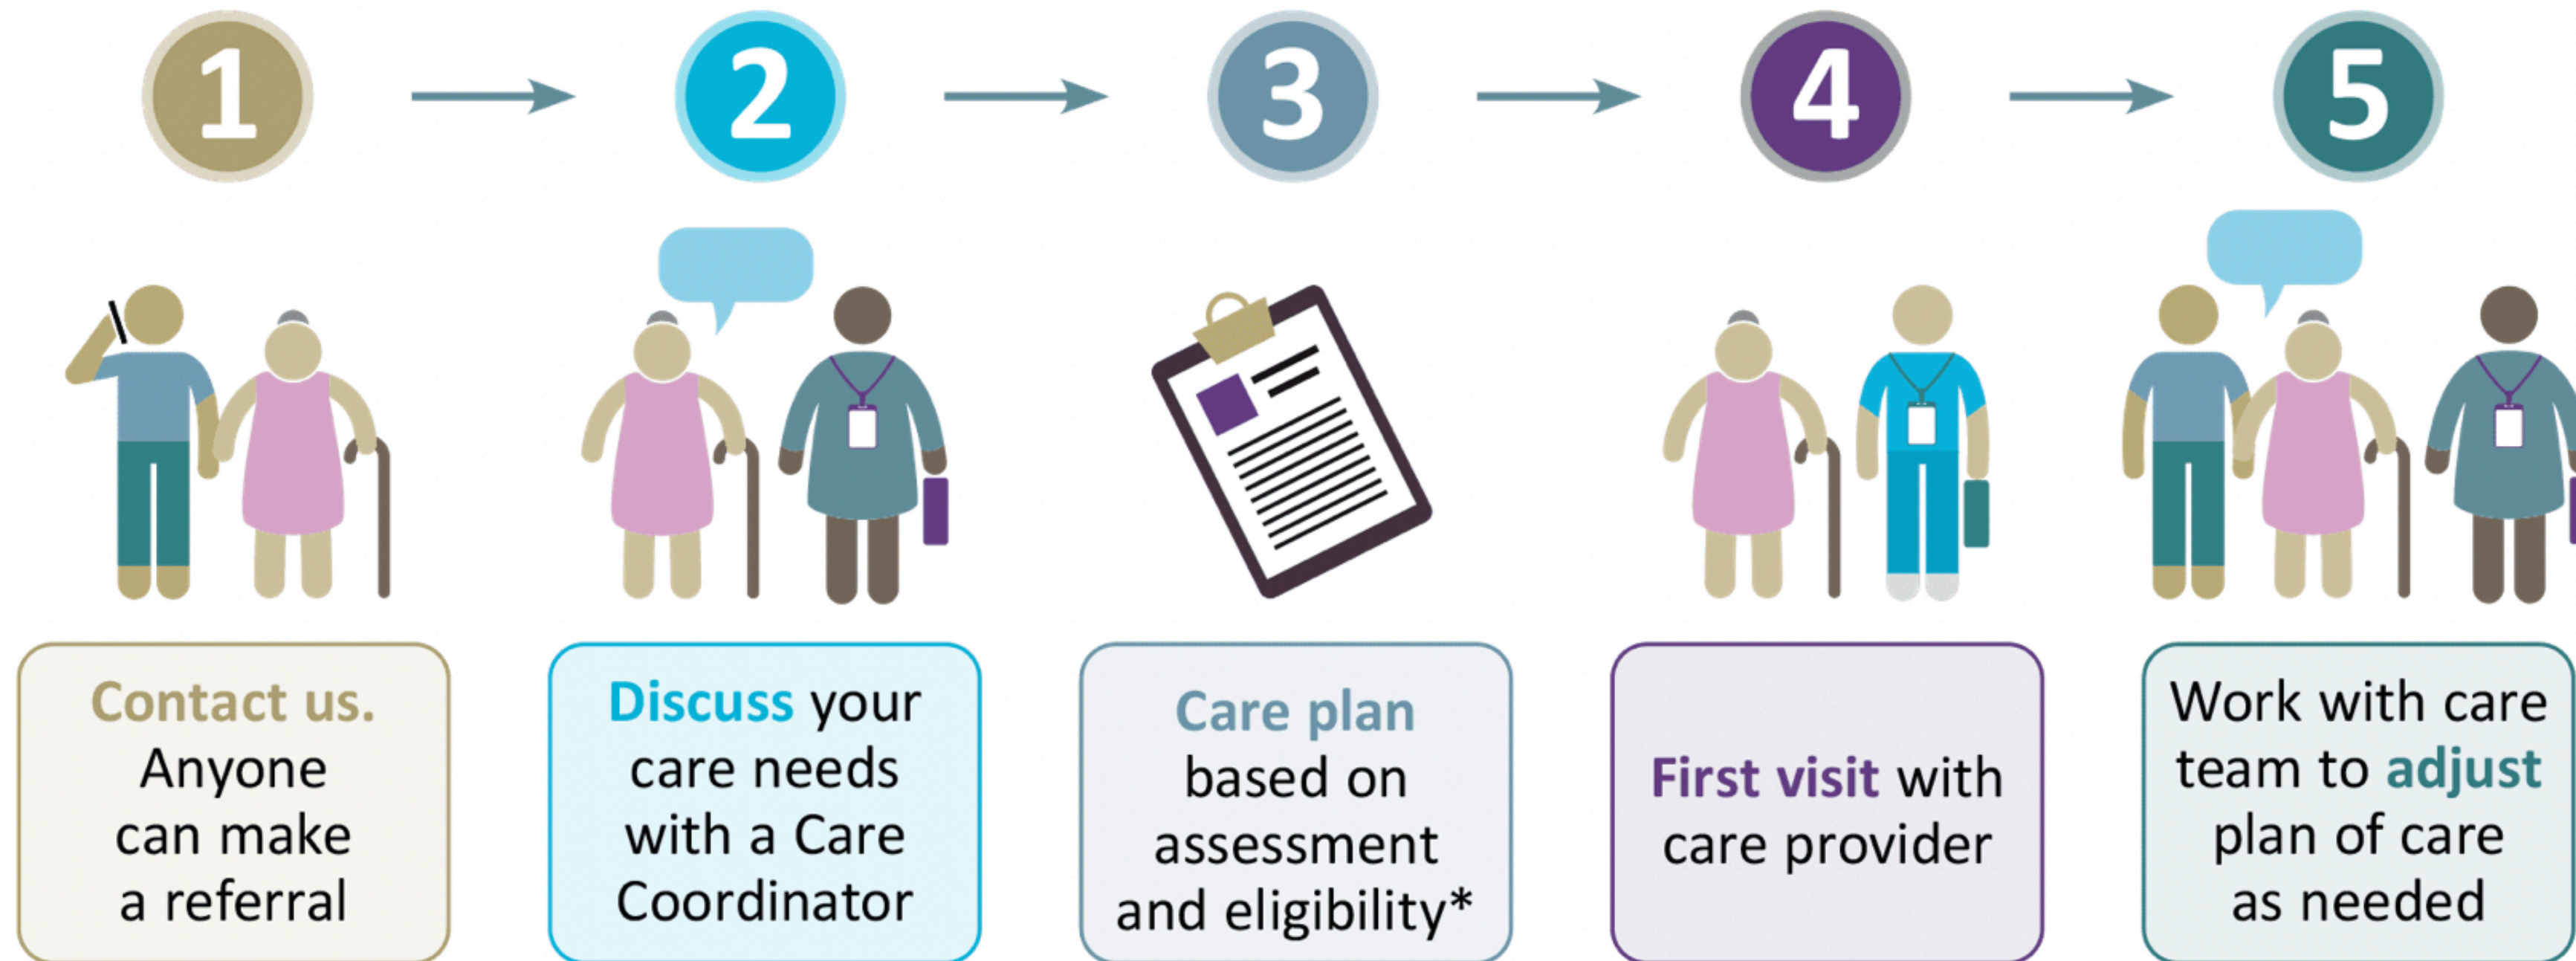 1
2
3
4
5
Contact us.
Anyone
can make
a referral
Discuss your
care needs
with a Care
Coordinator
Care plan
based on
assessment
and eligibility*
First visit with
care provider
Work with care
team to adjust
plan of care
as needed